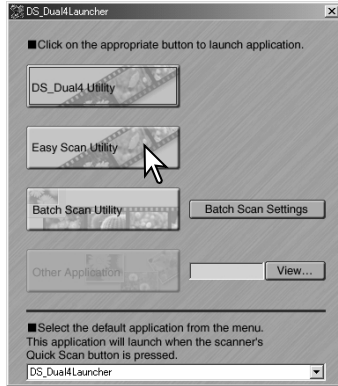 DS_Dual4Launcher
■Click on the appropriate button to launch application.
DS_Dual4 Utility
Easy Scan Utility
Batch Scan Utility
Batch Scan Settings
Other Application
View...
■Select the default application from the menu.
This application will launch when the scanner's
Quick Scan button is pressed.
DS_Dual4Launcher